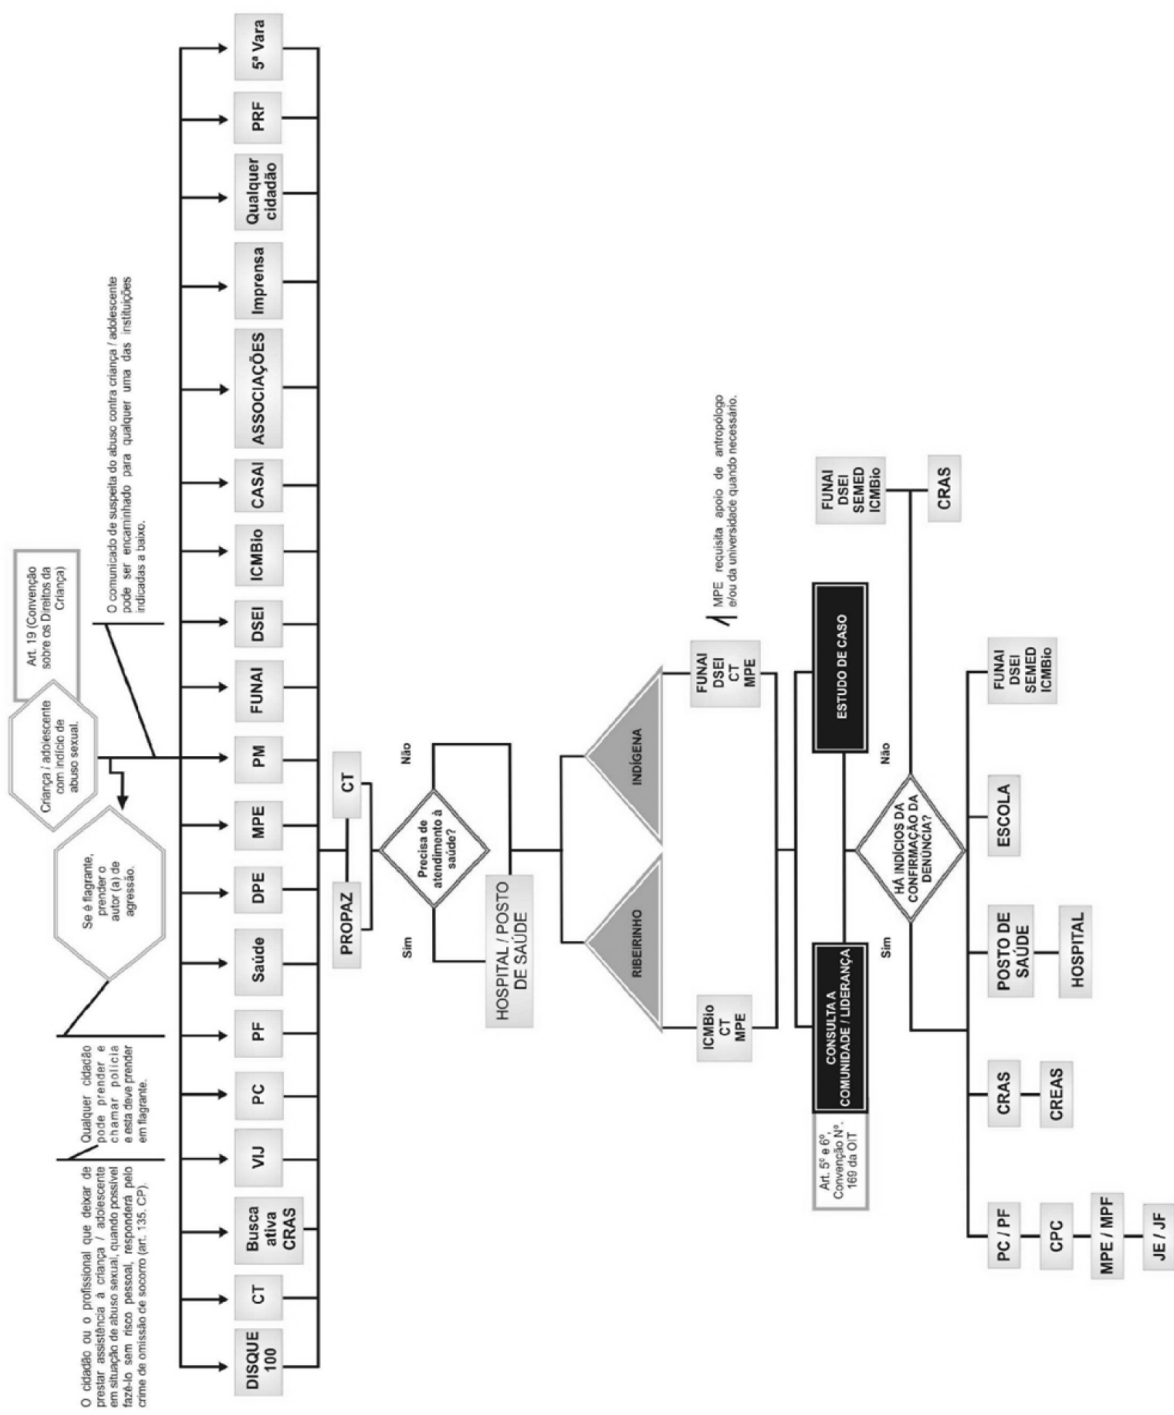 Art. 19 (Convenção
sobre os Direitos da
Criança)
Criança / adolescente
com indício de
abuso sexual.
Se é flagrante,
prender o
autor (a) de
agressão.
O cidadão ou o profissional que deixar de
prestar assistência à criança / adolescente
em situação de abuso sexual, quando possível
fazê-lo sem risco pessoal, responderá pelo
crime de omissão de socorro (art. 135. CP).
Qualquer cidadão
pode prender e
chamar polícia
e esta deve prender
em flagrante.
O comunicado de suspeita do abuso contra criança / adolescente
pode ser encaminhado para qualquer uma das instituições
indicadas a baixo.
DISQUE
100
CT
Busca
ativa
CRAS
VIJ
PC
PF
Saúde
DPE
MPE
PM
FUNAI
DSEI
ICMBio
CASAI
ASSOCIAÇÕES
Imprensa
Qualquer
cidadão
PRF
5ª Vara
PROPAZ
CT
Precisa de
atendimento à
saúde?
Sim
Não
HOSPITAL / POSTO
DE SAÚDE
RIBEIRINHO
INDÍGENA
ICMBio
CT
MPE
FUNAI
DSEI
CT
MPE
MPE requisita apoio de antropólogo
e/ou da universidade quando necessário.
Art. 5º e 6º,
Convenção Nº.
169 da OIT
CONSULTA A
COMUNIDADE / LIDERANÇA
ESTUDO DE CASO
HÁ INDÍCIOS DA
CONFIRMAÇÃO DA
DENÚNCIA?
Sim
Não
FUNAI
DSEI
SEMED
ICMBio
CRAS
PC / PF
CPC
MPE / MPF
JE / JF
CRAS
CREAS
POSTO DE
SAÚDE
HOSPITAL
ESCOLA
FUNAI
DSEI
SEMED
ICMBio